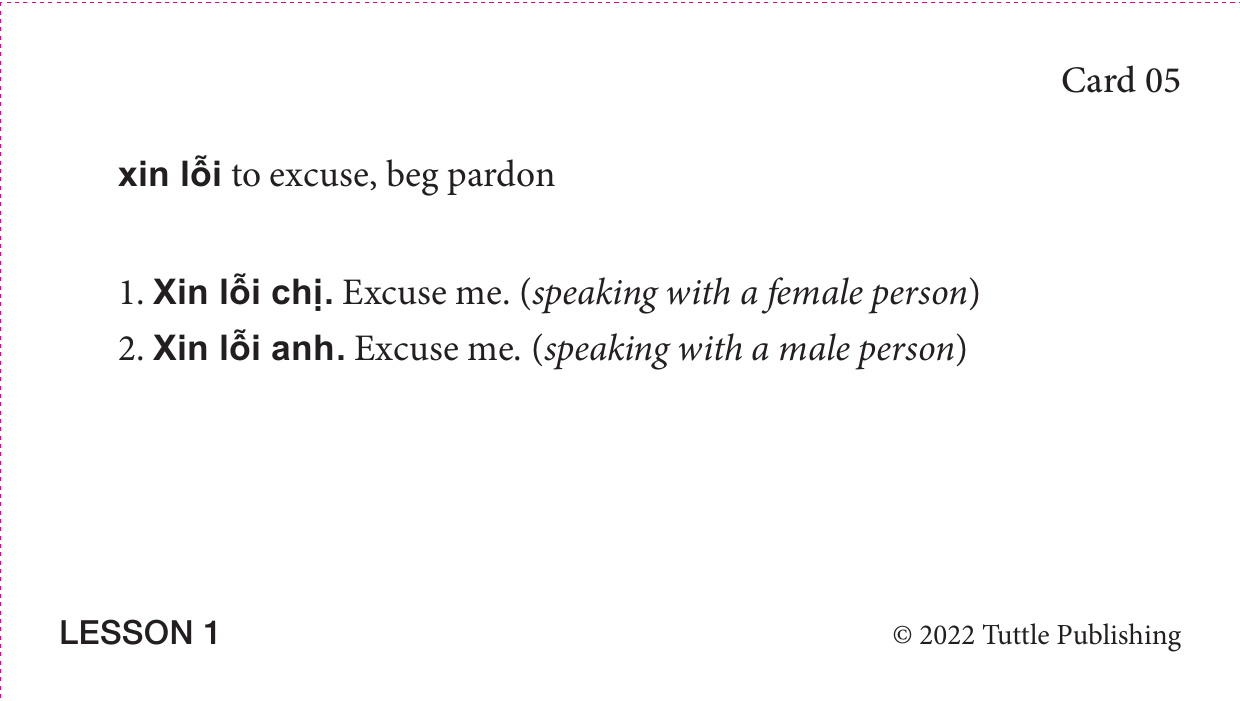 Card 05
xin lỗi to excuse, beg pardon
1. Xin lỗi chị. Excuse me. (speaking with a female person)
2. Xin lỗi anh. Excuse me. (speaking with a male person)
LESSON 1
© 2022 Tuttle Publishing